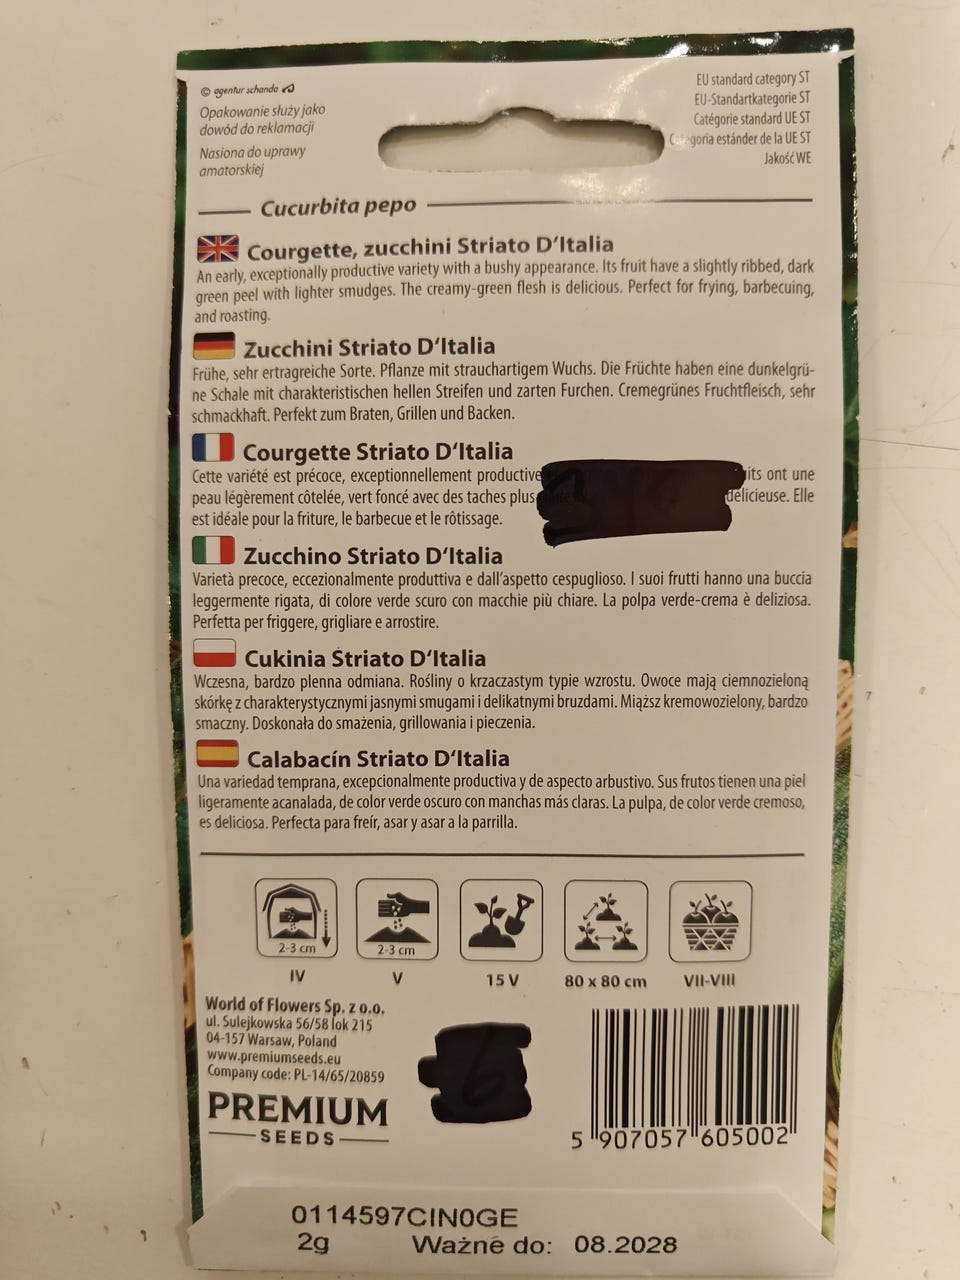 © agentur schanda
Opakowanie służy jako
dowód do reklamacji
Nasiona do uprawy
amatorskiej
EU standard category ST
EU-Standartkategorie ST
Catégorie standard UE ST
estánder de la UE ST
Jakość WE
Cucurbita pepo
Courgette, zucchini Striato D'Italia
An early, exceptionally productive variety with a bushy appearance. Its fruit have a slightly ribbed, dark
green peel with lighter smudges. The creamy-green flesh is delicious. Perfect for frying, barbecuing,
and roasting.
Zucchini Striato D'Italia
Frühe, sehr ertragreiche Sorte. Pflanze mit strauchartigem Wuchs. Die Früchte haben eine dunkelgrü-
ne Schale mit charakteristischen hellen Streifen und zarten Furchen. Cremegrünes Fruchtfleisch, sehr
schmackhaft. Perfekt zum Braten, Grillen und Backen.
Courgette Striato D'Italia
Cette variété est précoce, exceptionnellement productive ont une
peau légèrement côtelée, vert foncé avec des taches plus délicieuse. Elle
est idéale pour la friture, le barbecue et le rôtissage.
Zucchino Striato D'Italia
Varietà precoce, eccezionalmente produttiva e dall'aspetto cespuglioso. I suoi frutti hanno una buccia
leggermente rigata, di colore verde scuro con macchie più chiare. La polpa verde-crema è deliziosa.
Perfetta per friggere, grigliare e arrostire.
Cukinia Striato D'Italia
Wczesna, bardzo plenna odmiana. Rośliny o krzaczastym typie wzrostu. Owoce mają ciemnozieloną
skórkę z charakterystycznymi jasnymi smugami i delikatnymi bruzdami. Miąższ kremowozielony, bardzo
smaczny. Doskonała do smażenia, grillowania i pieczenia.
Calabacín Striato D'Italia
Una variedad temprana, excepcionalmente productiva y de aspecto arbustivo. Sus frutos tienen una piel
ligeramente acanalada, de color verde oscuro con manchas más claras. La pulpa, de color verde cremoso,
es deliciosa. Perfecta para freír, asar y asar a la parrilla.
2-3 cm
2-3 cm
IV
V
15 V
80 x 80 cm
VII-VIII
World of Flowers Sp. z o.o.
ul. Sulejkowska 56/58 lok 215
04-157 Warsaw, Poland
www.premiumseeds.eu
Company code: PL-14/65/20859
PREMIUM
SEEDS
5 907057 605002
0114597CIN0GE
2g Ważne do: 08.2028